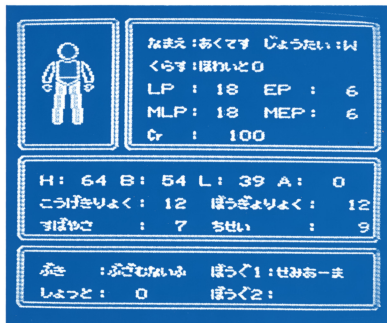 なまえ:あくてす じょうたい:W
くらす:ほわいとO
LP : 18 EP : 6
MLP: 18 MEP: 6
Cr : 100
H: 64 B: 54 L: 39 A: 0
こうげきりょく: 12 ぼうぎょりょく: 12
すばやさ : 7 ちせい : 9
ぶき :ぷざむないふ ぼうぐ1:せみおーま
しょっと: 0 ぼうぐ2: